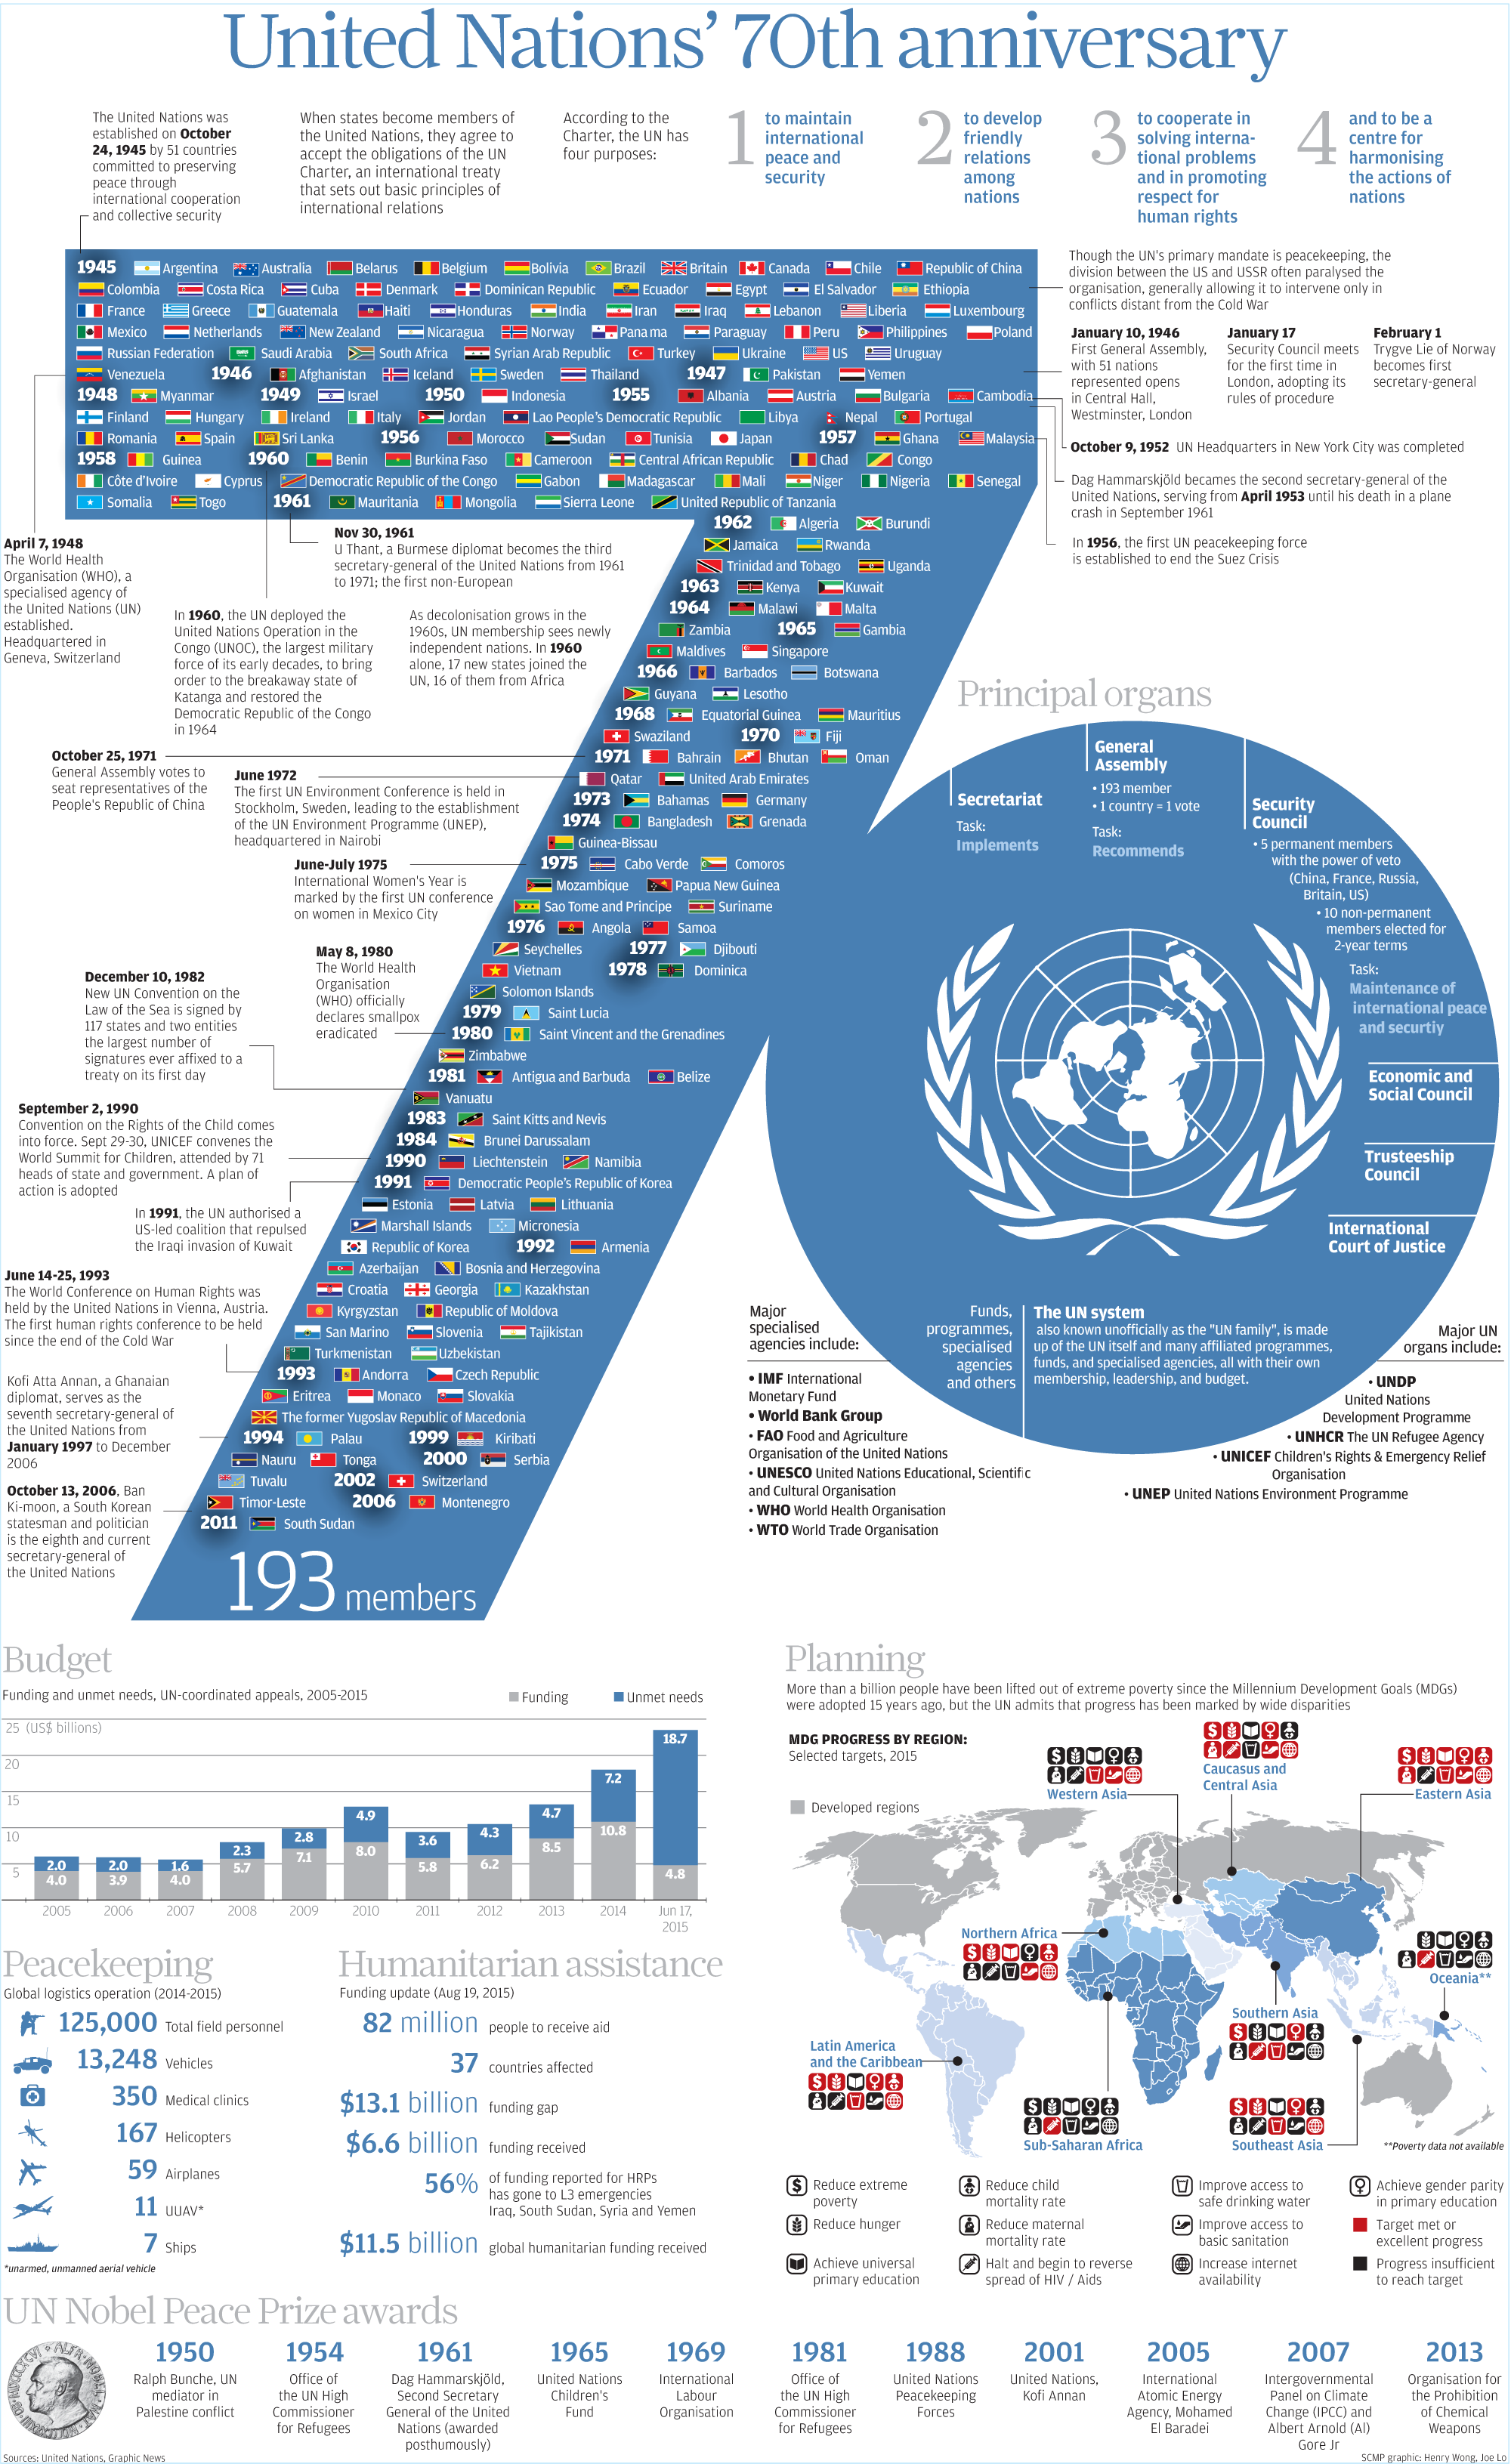 United Nations' 70th anniversary
The United Nations was
established on October
24, 1945 by 51 countries
committed to preserving
peace through
international cooperation
and collective security
When states become members of
the United Nations, they agree to
accept the obligations of the UN
Charter, an international treaty
that sets out basic principles of
international relations
According to the
Charter, the UN has
four purposes:
1 to maintain
international
peace and
security
2 to develop
friendly
relations
among
nations
3 to cooperate in
solving interna-
tional problems
and in promoting
respect for
human rights
4 and to be a
centre for
harmonising
the actions of
nations
1945 Argentina Australia Belarus Belgium Bolivia Brazil Britain Canada Chile Republic of China
Colombia Costa Rica Cuba Denmark Dominican Republic Ecuador Egypt El Salvador Ethiopia
France Greece Guatemala Haiti Honduras India Iran Iraq Lebanon Liberia Luxembourg
Mexico Netherlands New Zealand Nicaragua Norway Panama Paraguay Peru Philippines Poland
Russian Federation Saudi Arabia South Africa Syrian Arab Republic Turkey Ukraine US Uruguay
Venezuela 1946 Afghanistan Iceland Sweden Thailand 1947 Pakistan Yemen
1948 Myanmar 1949 Israel 1950 Indonesia 1955 Albania Austria Bulgaria Cambodia
Finland Hungary Ireland Italy Jordan Lao People's Democratic Republic Libya Nepal Portugal
Romania Spain Sri Lanka 1956 Morocco Sudan Tunisia Japan 1957 Ghana Malaysia
1958 Guinea 1960 Benin Burkina Faso Cameroon Central African Republic Chad Congo
Côte d'Ivoire Cyprus Democratic Republic of the Congo Gabon Madagascar Mali Niger Nigeria Senegal
Somalia Togo 1961 Mauritania Mongolia Sierra Leone United Republic of Tanzania
1962 Algeria Burundi
Jamaica Rwanda
Trinidad and Tobago Uganda
1963 Kenya Kuwait
1964 Malawi Malta
Zambia 1965 Gambia
Maldives Singapore
1966 Barbados Botswana
Guyana Lesotho
1968 Equatorial Guinea Mauritius
Swaziland 1970 Fiji
1971 Bahrain Bhutan Oman
Qatar United Arab Emirates
1973 Bahamas Germany
1974 Bangladesh Grenada
Guinea-Bissau
1975 Cabo Verde Comoros
Mozambique Papua New Guinea
Sao Tome and Principe Suriname
1976 Angola Samoa
Seychelles 1977 Djibouti
Vietnam 1978 Dominica
Solomon Islands
1979 Saint Lucia
1980 Saint Vincent and the Grenadines
Zimbabwe
1981 Antigua and Barbuda Belize
Vanuatu
1983 Saint Kitts and Nevis
1984 Brunei Darussalam
1990 Liechtenstein Namibia
1991 Democratic People's Republic of Korea
Estonia Latvia Lithuania
Marshall Islands Micronesia
Republic of Korea 1992 Armenia
Azerbaijan Bosnia and Herzegovina
Croatia Georgia Kazakhstan
Kyrgyzstan Republic of Moldova
San Marino Slovenia Tajikistan
Turkmenistan Uzbekistan
1993 Andorra Czech Republic
Eritrea Monaco Slovakia
The former Yugoslav Republic of Macedonia
1994 Palau 1999 Kiribati
Nauru Tonga 2000 Serbia
Tuvalu 2002 Switzerland
Timor-Leste 2006 Montenegro
2011 South Sudan
193 members
Though the UN's primary mandate is peacekeeping, the
division between the US and USSR often paralysed the
organisation, generally allowing it to intervene only in
conflicts distant from the Cold War
January 10, 1946
First General Assembly,
with 51 nations
represented opens
in Central Hall,
Westminster, London
January 17
Security Council meets
for the first time in
London, adopting its
rules of procedure
February 1
Trygve Lie of Norway
becomes first
secretary-general
October 9, 1952 UN Headquarters in New York City was completed
Dag Hammarskjöld becames the second secretary-general of the
United Nations, serving from April 1953 until his death in a plane
crash in September 1961
In 1956, the first UN peacekeeping force
is established to end the Suez Crisis
April 7, 1948
The World Health
Organisation (WHO), a
specialised agency of
the United Nations (UN)
established.
Headquartered in
Geneva, Switzerland
Nov 30, 1961
U Thant, a Burmese diplomat becomes the third
secretary-general of the United Nations from 1961
to 1971; the first non-European
In 1960, the UN deployed the
United Nations Operation in the
Congo (UNOC), the largest military
force of its early decades, to bring
order to the breakaway state of
Katanga and restored the
Democratic Republic of the Congo
in 1964
As decolonisation grows in the
1960s, UN membership sees newly
independent nations. In 1960
alone, 17 new states joined the
UN, 16 of them from Africa
October 25, 1971
General Assembly votes to
seat representatives of the
People's Republic of China
June 1972
The first UN Environment Conference is held in
Stockholm, Sweden, leading to the establishment
of the UN Environment Programme (UNEP),
headquartered in Nairobi
June-July 1975
International Women's Year is
marked by the first UN conference
on women in Mexico City
May 8, 1980
The World Health
Organisation
(WHO) officially
declares smallpox
eradicated
December 10, 1982
New UN Convention on the
Law of the Sea is signed by
117 states and two entities
the largest number of
signatures ever affixed to a
treaty on its first day
September 2, 1990
Convention on the Rights of the Child comes
into force. Sept 29-30, UNICEF convenes the
World Summit for Children, attended by 71
heads of state and government. A plan of
action is adopted
In 1991, the UN authorised a
US-led coalition that repulsed
the Iraqi invasion of Kuwait
June 14-25, 1993
The World Conference on Human Rights was
held by the United Nations in Vienna, Austria.
The first human rights conference to be held
since the end of the Cold War
Kofi Atta Annan, a Ghanaian
diplomat, serves as the
seventh secretary-general of
the United Nations from
January 1997 to December
2006
October 13, 2006, Ban
Ki-moon, a South Korean
statesman and politician
is the eighth and current
secretary-general of
the United Nations
Principal organs
Secretariat
Task:
Implements
General
Assembly
• 193 member
• 1 country = 1 vote
Task:
Recommends
Security
Council
• 5 permanent members
with the power of veto
(China, France, Russia,
Britain, US)
• 10 non-permanent
members elected for
2-year terms
Task:
Maintenance of
international peace
and securtiy
Economic and
Social Council
Trusteeship
Council
International
Court of Justice
Funds,
programmes,
specialised
agencies
and others
The UN system
also known unofficially as the "UN family", is made
up of the UN itself and many affiliated programmes,
funds, and specialised agencies, all with their own
membership, leadership, and budget.
Major
specialised
agencies include:
• IMF International
Monetary Fund
• World Bank Group
• FAO Food and Agriculture
Organisation of the United Nations
• UNESCO United Nations Educational, Scientific
and Cultural Organisation
• WHO World Health Organisation
• WTO World Trade Organisation
Major UN
organs include:
• UNDP
United Nations
Development Programme
• UNHCR The UN Refugee Agency
• UNICEF Children's Rights & Emergency Relief
Organisation
• UNEP United Nations Environment Programme
Budget
Funding and unmet needs, UN-coordinated appeals, 2005-2015
Funding Unmet needs
25 (US$ billions)
20
15
10
5
2.0 2.0 1.6 2.3 2.8 4.9 3.6 4.3 4.7 7.2 18.7
4.0 3.9 4.0 5.7 7.1 8.0 5.8 6.2 8.5 10.8 4.8
2005 2006 2007 2008 2009 2010 2011 2012 2013 2014 Jun 17,
2015
Peacekeeping
Global logistics operation (2014-2015)
125,000 Total field personnel
13,248 Vehicles
350 Medical clinics
167 Helicopters
59 Airplanes
11 UUAV*
7 Ships
*unarmed, unmanned aerial vehicle
Humanitarian assistance
Funding update (Aug 19, 2015)
82 million people to receive aid
37 countries affected
$13.1 billion funding gap
$6.6 billion funding received
56% of funding reported for HRPs
has gone to L3 emergencies
Iraq, South Sudan, Syria and Yemen
$11.5 billion global humanitarian funding received
Planning
More than a billion people have been lifted out of extreme poverty since the Millennium Development Goals (MDGs)
were adopted 15 years ago, but the UN admits that progress has been marked by wide disparities
MDG PROGRESS BY REGION:
Selected targets, 2015
Developed regions
Western Asia
Caucasus and
Central Asia
Eastern Asia
Northern Africa
Oceania**
Southern Asia
Latin America
and the Caribbean
Sub-Saharan Africa
Southeast Asia
**Poverty data not available
Reduce extreme
poverty
Reduce hunger
Achieve universal
primary education
Reduce child
mortality rate
Reduce maternal
mortality rate
Halt and begin to reverse
spread of HIV / Aids
Improve access to
safe drinking water
Improve access to
basic sanitation
Increase internet
availability
Achieve gender parity
in primary education
Target met or
excellent progress
Progress insufficient
to reach target
UN Nobel Peace Prize awards
1950
Ralph Bunche, UN
mediator in
Palestine conflict
1954
Office of
the UN High
Commissioner
for Refugees
1961
Dag Hammarskjöld,
Second Secretary
General of the United
Nations (awarded
posthumously)
1965
United Nations
Children's
Fund
1969
International
Labour
Organisation
1981
Office of
the UN High
Commissioner
for Refugees
1988
United Nations
Peacekeeping
Forces
2001
United Nations,
Kofi Annan
2005
International
Atomic Energy
Agency, Mohamed
El Baradei
2007
Intergovernmental
Panel on Climate
Change (IPCC) and
Albert Arnold (Al)
Gore Jr
2013
Organisation for
the Prohibition
of Chemical
Weapons
Sources: United Nations, Graphic News
SCMP graphic: Henry Wong, Joe Lo